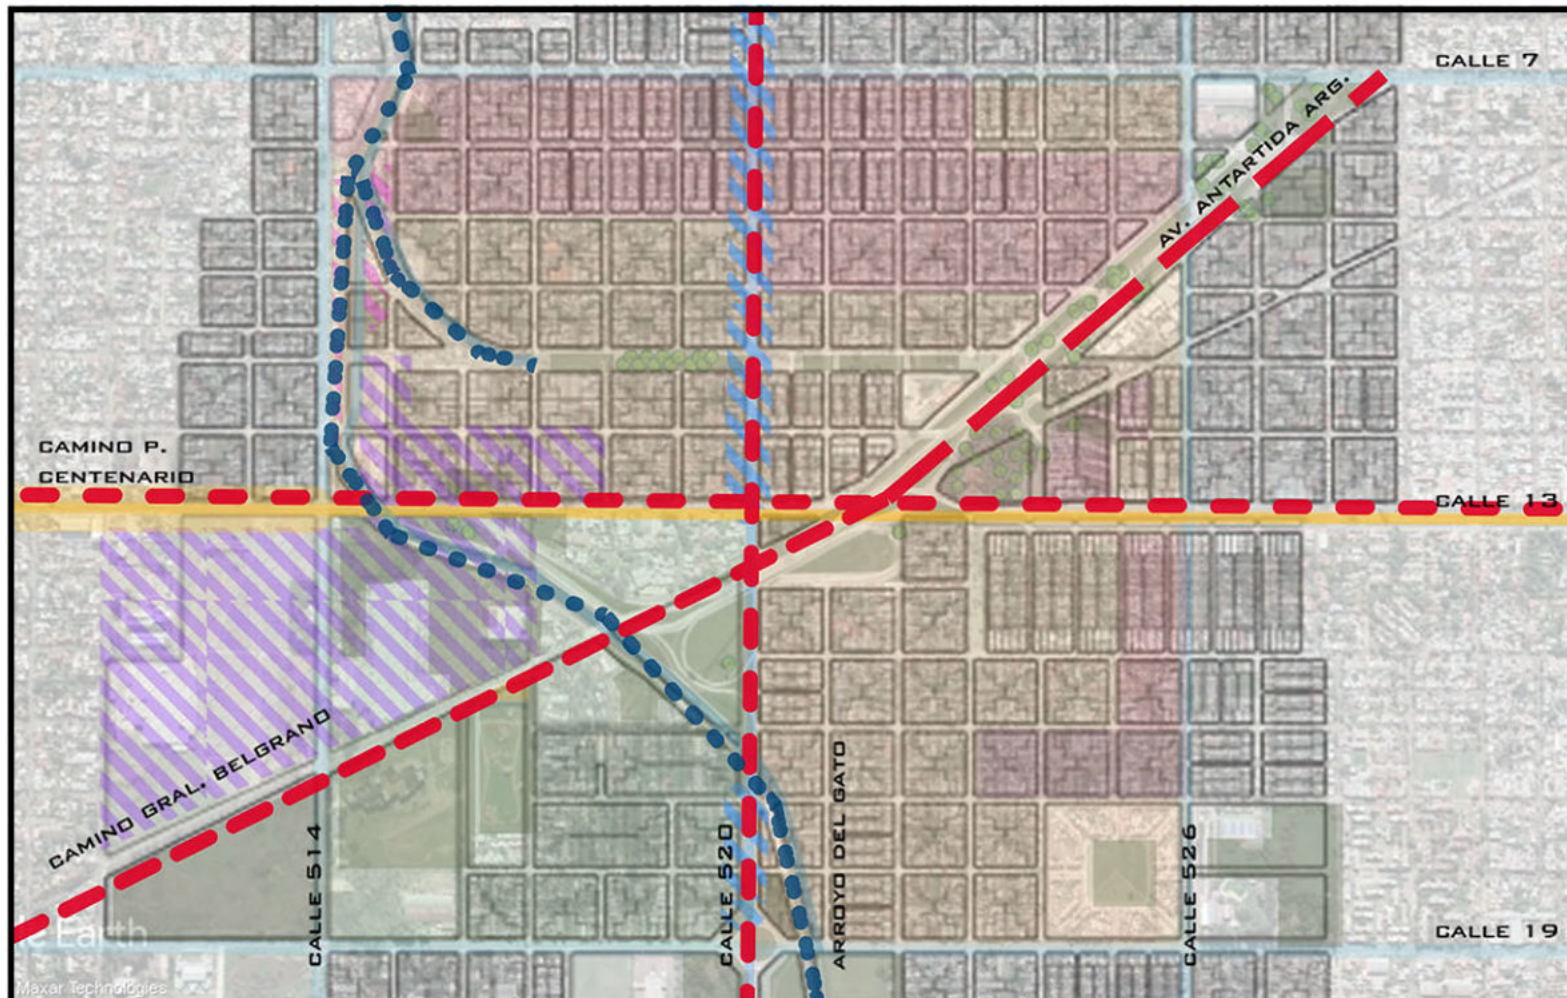 CALLE 7
AV. ANTARTIDA ARG.
CAMINO P.
CENTENARIO
CALLE 13
CAMINO GRAL. BELGRANO
CALLE 514
CALLE 520
ARROYO DEL GATO
CALLE 526
CALLE 19
Earth
Maxar Technologies